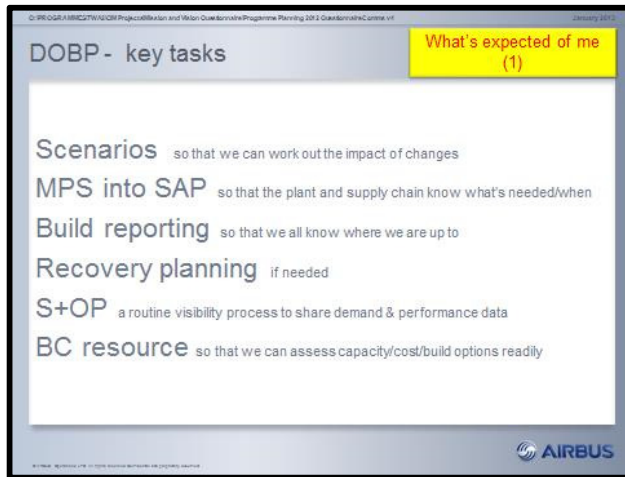 January 2013
DOBP - key tasks
What's expected of me
(1)
Scenarios so that we can work out the impact of changes
MPS into SAP so that the plant and supply chain know what's needed/when
Build reporting so that we all know where we are up to
Recovery planning if needed
S+OP a routine visibility process to share demand & performance data
BC resource so that we can assess capacity/cost/build options readily
AIRBUS